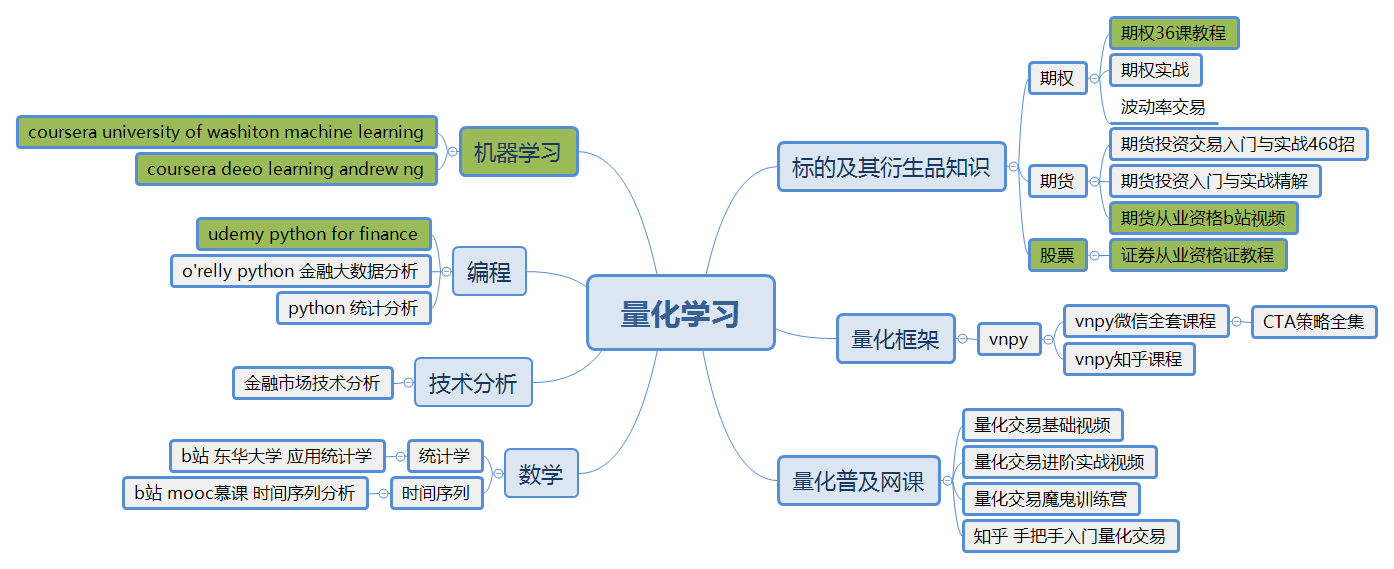 量化学习
机器学习
coursera university of washiton machine learning
coursera deeo learning andrew ng
编程
udemy python for finance
o'relly python 金融大数据分析
python 统计分析
技术分析
金融市场技术分析
数学
统计学
b站 东华大学 应用统计学
时间序列
b站 mooc慕课 时间序列分析
标的及其衍生品知识
期权
期权36课教程
期权实战
波动率交易
期货
期货投资交易入门与实战468招
期货投资入门与实战精解
期货从业资格b站视频
股票
证券从业资格证教程
量化框架
vnpy
vnpy微信全套课程
CTA策略全集
vnpy知乎课程
量化普及网课
量化交易基础视频
量化交易进阶实战视频
量化交易魔鬼训练营
知乎 手把手入门量化交易